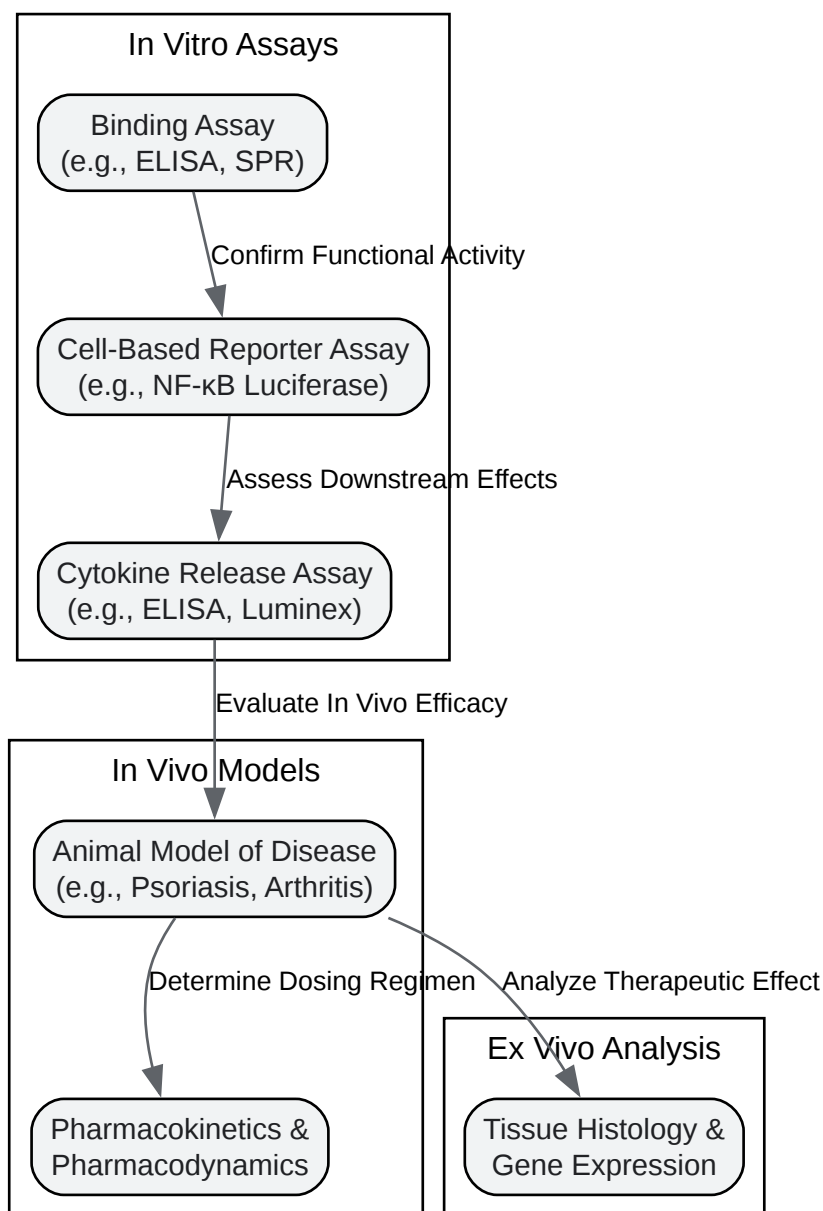 In Vitro Assays
Binding Assay
(e.g., ELISA, SPR)
Confirm Functional Activity
Cell-Based Reporter Assay
(e.g., NF-κB Luciferase)
Assess Downstream Effects
Cytokine Release Assay
(e.g., ELISA, Luminex)
Evaluate In Vivo Efficacy
In Vivo Models
Animal Model of Disease
(e.g., Psoriasis, Arthritis)
Determine Dosing Regimen
Analyze Therapeutic Effect
Ex Vivo Analysis
Pharmacokinetics &
Pharmacodynamics
Tissue Histology &
Gene Expression